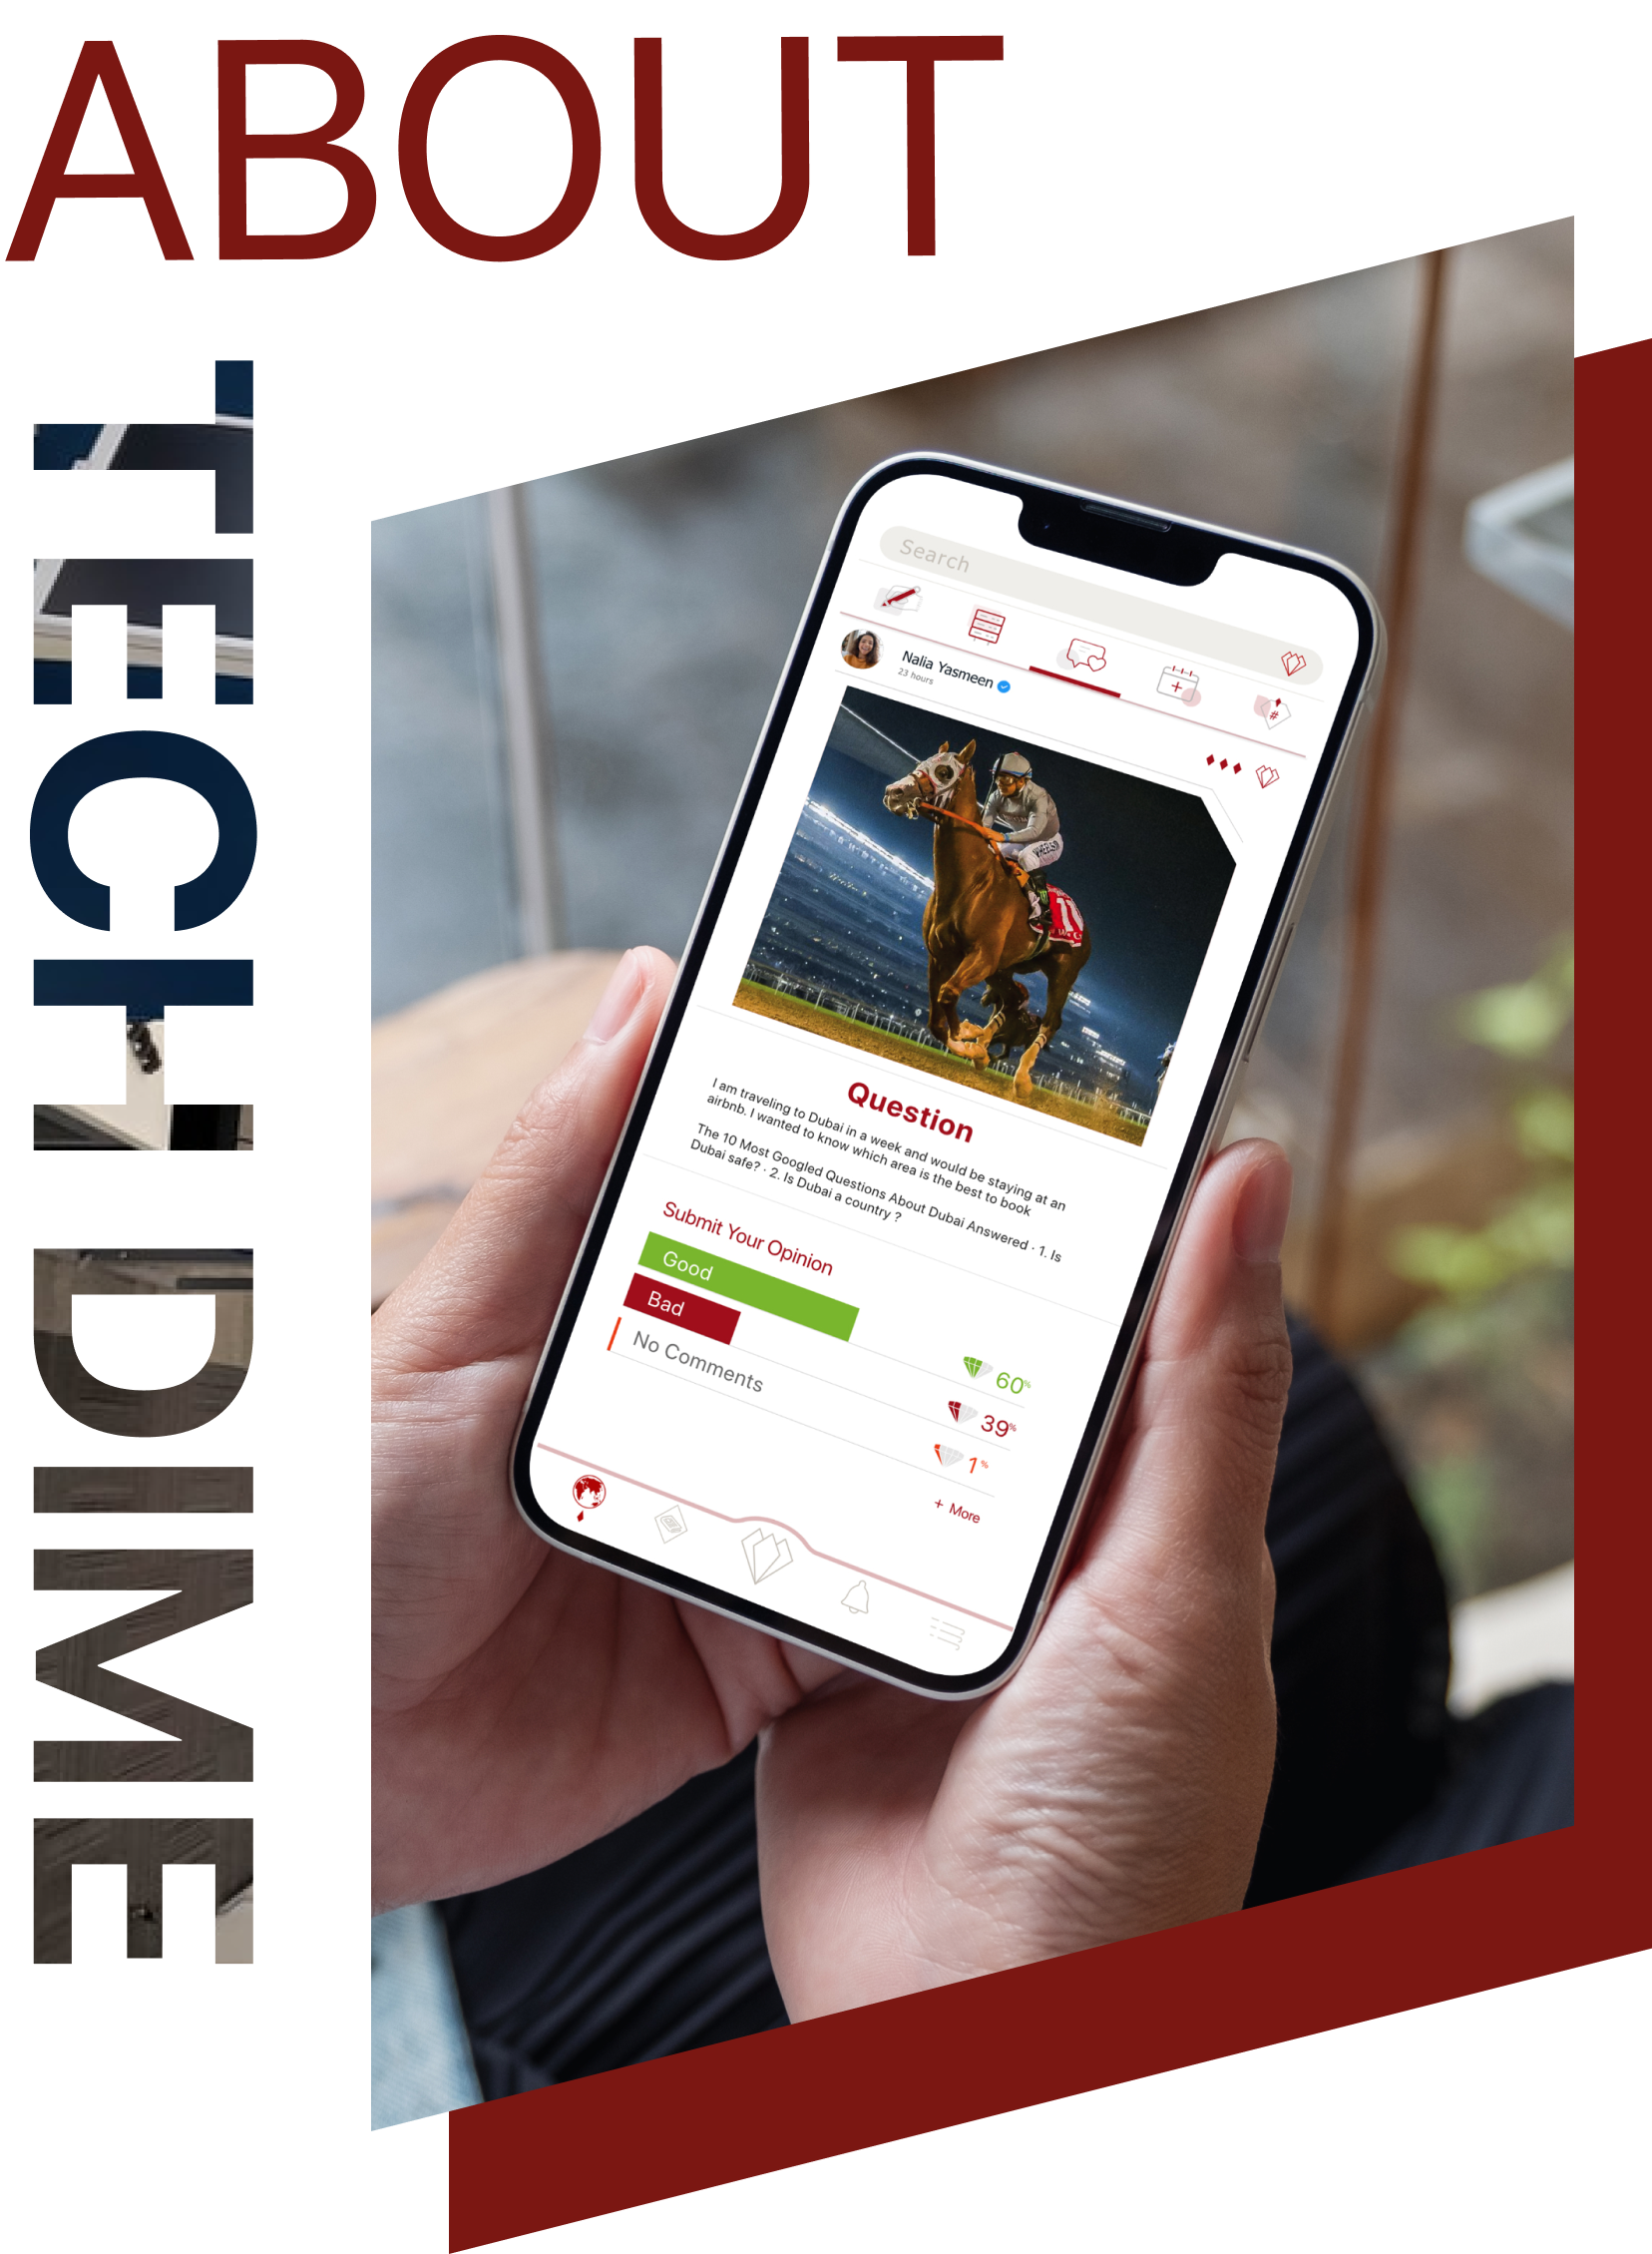 ABOUT
TECH DIME
Search
Nalia Yasmeen
23 hours
11
Question
I am traveling to Dubai in a week and would be staying at an
airbnb. I wanted to know which area is the best to book
The 10 Most Googled Questions About Dubai Answered · 1. Is
Dubai safe? · 2. Is Dubai a country ?
Submit Your Opinion
Good
60%
Bad
39%
No Comments
1%
+ More